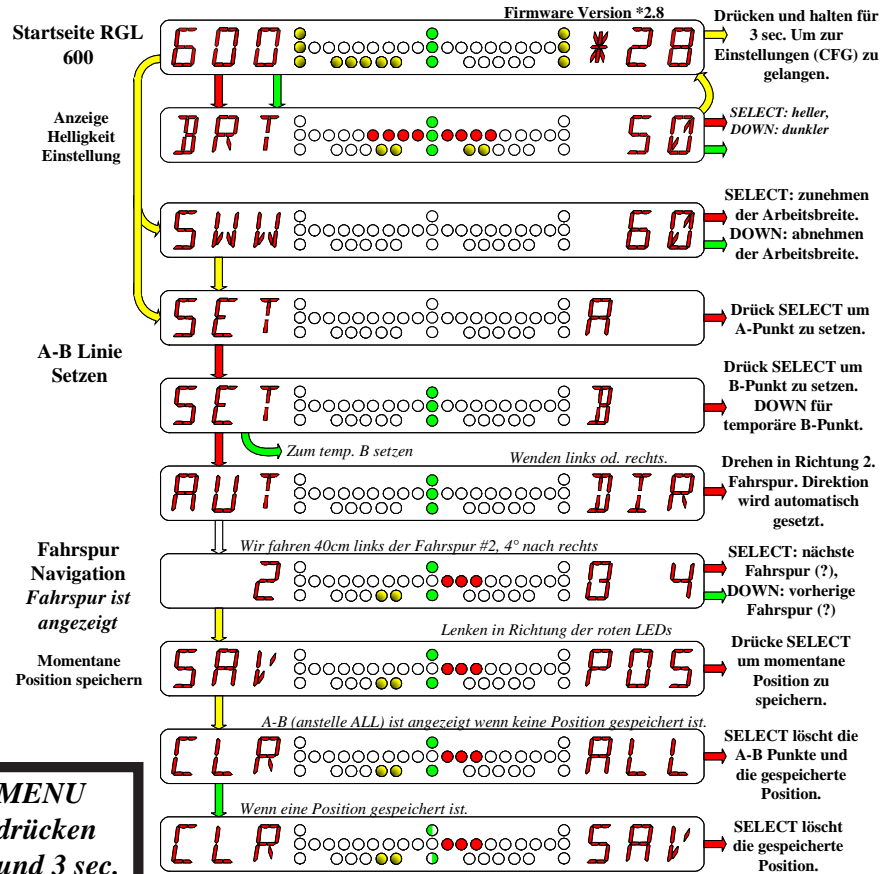 Firmware Version *2.8
Startseite RGL
600
600
*28
Drücken und halten für
3 sec. Um zur
Einstellungen (CFG) zu
gelangen.
Anzeige
Helligkeit
Einstellung
BRT
50
SELECT: heller,
DOWN: dunkler
SWW
60
SELECT: zunehmen
der Arbeitsbreite.
DOWN: abnehmen
der Arbeitsbreite.
SET
A
Drück SELECT um
A-Punkt zu setzen.
A-B Linie
Setzen
SET
B
Drück SELECT um
B-Punkt zu setzen.
DOWN für
temporäre B-Punkt.
Zum temp. B setzen
Wenden links od. rechts.
AUT
DIR
Drehen in Richtung 2.
Fahrspur. Direktion
wird automatisch
gesetzt.
Wir fahren 40cm links der Fahrspur #2, 4° nach rechts
Fahrspur
Navigation
Fahrspur ist
angezeigt
2
4
SELECT: nächste
Fahrspur (?),
DOWN: vorherige
Fahrspur (?)
Lenken in Richtung der roten LEDs
Momentane
Position speichern
SAV
POS
Drücke SELECT
um momentane
Position zu
speichern.
A-B (anstelle ALL) ist angezeigt wenn keine Position gespeichert ist.
CLR
ALL
SELECT löscht die
A-B Punkte und
die gespeicherte
Position.
Wenn eine Position gespeichert ist.
CLR
SAV
SELECT löscht
die gespeicherte
Position.
MENU
drücken
und 3 sec.